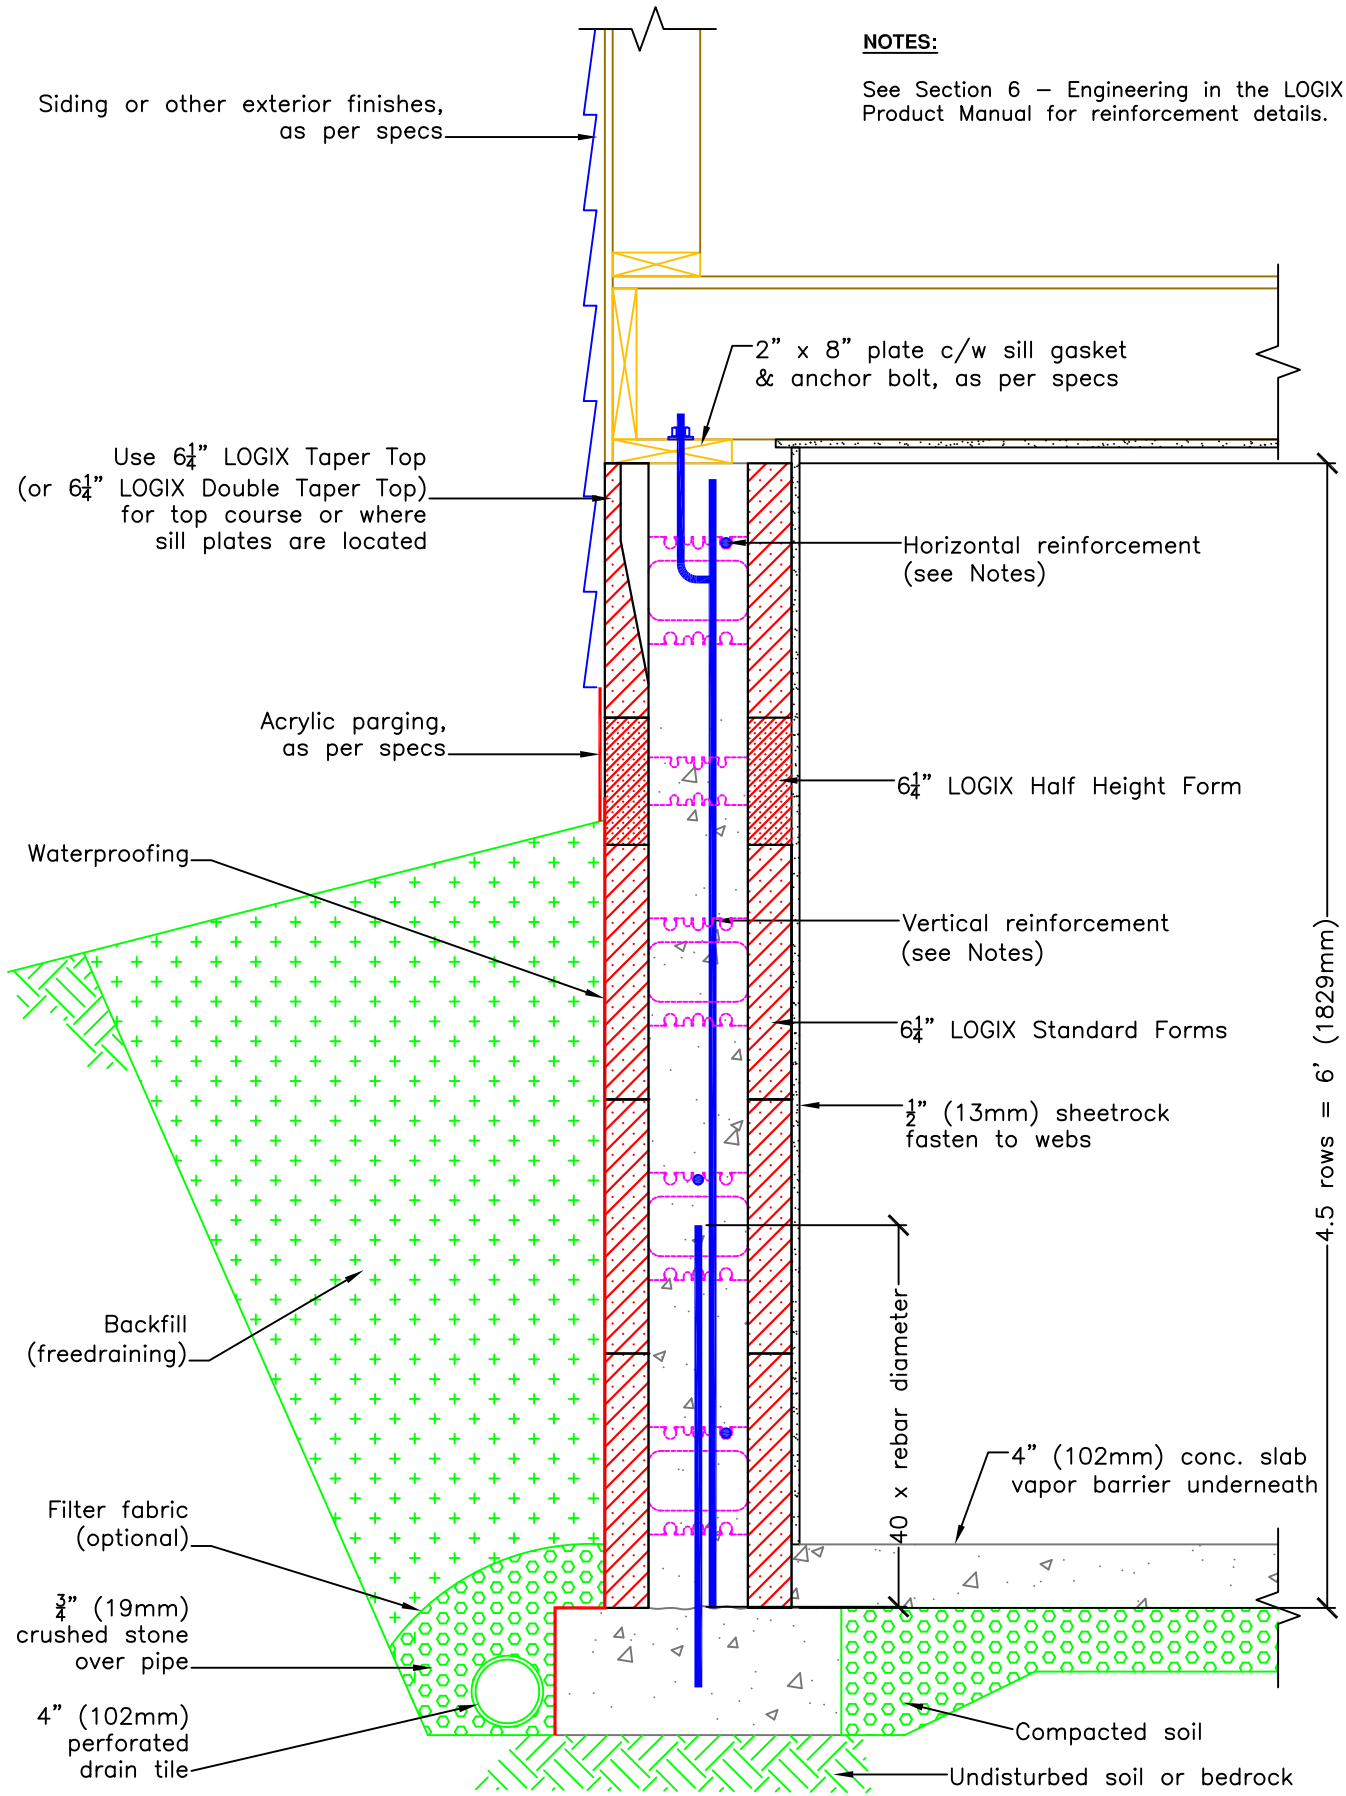 NOTES:
See Section 6 – Engineering in the LOGIX
Product Manual for reinforcement details.
Siding or other exterior finishes,
as per specs
2” x 8” plate c/w sill gasket
& anchor bolt, as per specs
Use 6¼” LOGIX Taper Top
(or 6¼” LOGIX Double Taper Top)
for top course or where
sill plates are located
Horizontal reinforcement
(see Notes)
Acrylic parging,
as per specs
6¼” LOGIX Half Height Form
Waterproofing
Vertical reinforcement
(see Notes)
6¼” LOGIX Standard Forms
½” (13mm) sheetrock
fasten to webs
4.5 rows = 6’ (1829mm)
40 x rebar diameter
Backfill
(freedraining)
4” (102mm) conc. slab
vapor barrier underneath
Filter fabric
(optional)
¾” (19mm)
crushed stone
over pipe
4” (102mm)
perforated
drain tile
Compacted soil
Undisturbed soil or bedrock